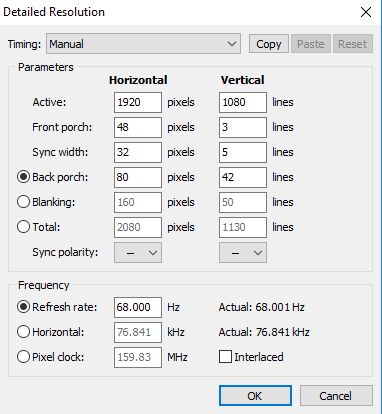 Detailed Resolution
Timing: Manual Copy Paste Reset
Parameters
Horizontal Vertical
Active: 1920 pixels 1080 lines
Front porch: 48 pixels 3 lines
Sync width: 32 pixels 5 lines
Back porch: 80 pixels 42 lines
Blanking: 160 pixels 50 lines
Total: 2080 pixels 1130 lines
Sync polarity: – –
Frequency
Refresh rate: 68.000 Hz Actual: 68.001 Hz
Horizontal: 76.841 kHz Actual: 76.841 kHz
Pixel clock: 159.83 MHz Interlaced
OK Cancel